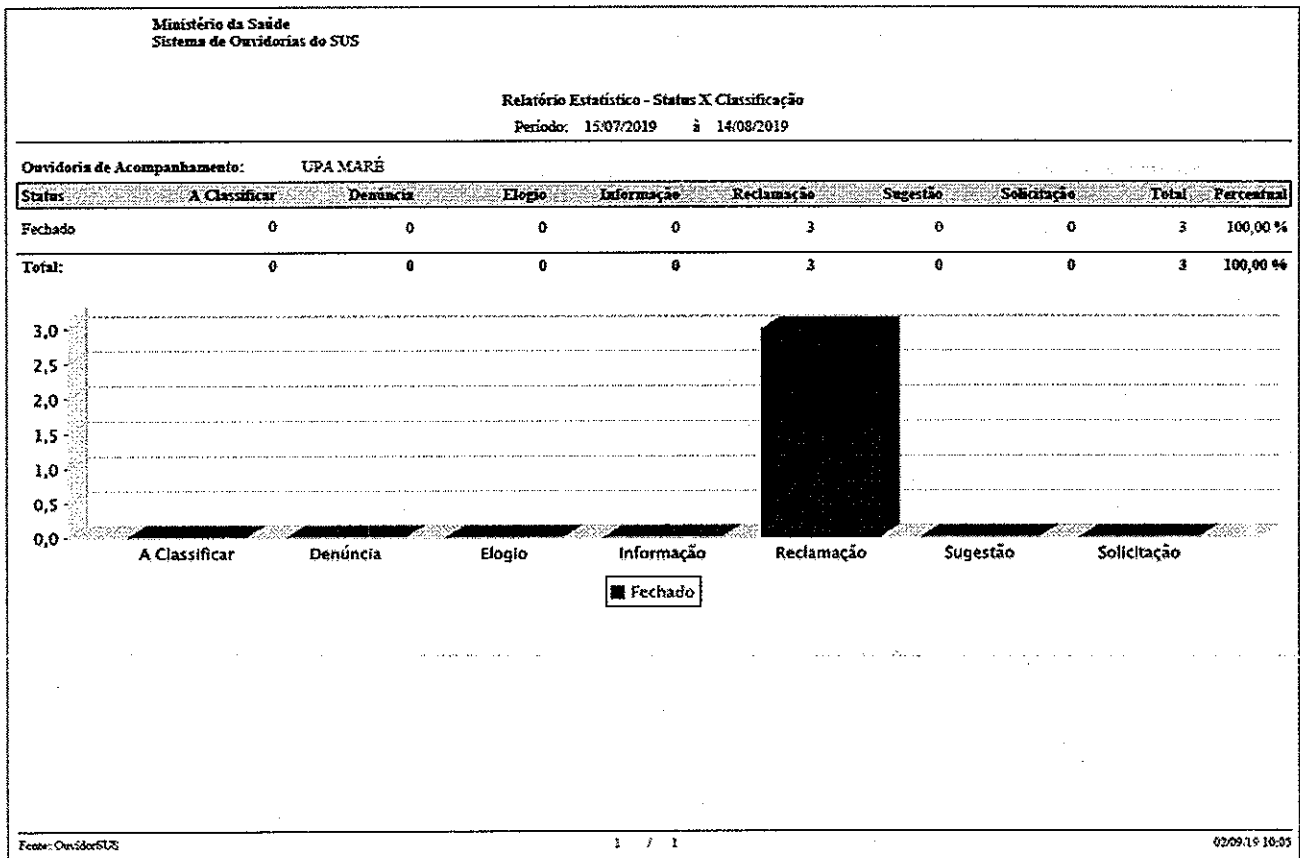 Ministério da Saúde
Sistema de Ouvidorias do SUS
Relatório Estatístico - Status X Classificação
Período: 15/07/2019 à 14/08/2019
Ouvidoria de Acompanhamento: UPA MARÉ
Status A Classificar Denúncia Elogio Informação Reclamação Sugestão Solicitação Total Percentual
Fechado 0 0 0 0 3 0 0 3 100,00 %
Total: 0 0 0 0 3 0 0 3 100,00 %
3,0
2,5
2,0
1,5
1,0
0,5
0,0
A Classificar Denúncia Elogio Informação Reclamação Sugestão Solicitação
Fechado
Fonte: OuvidorSUS 1 / 1 02/09/19 10:05